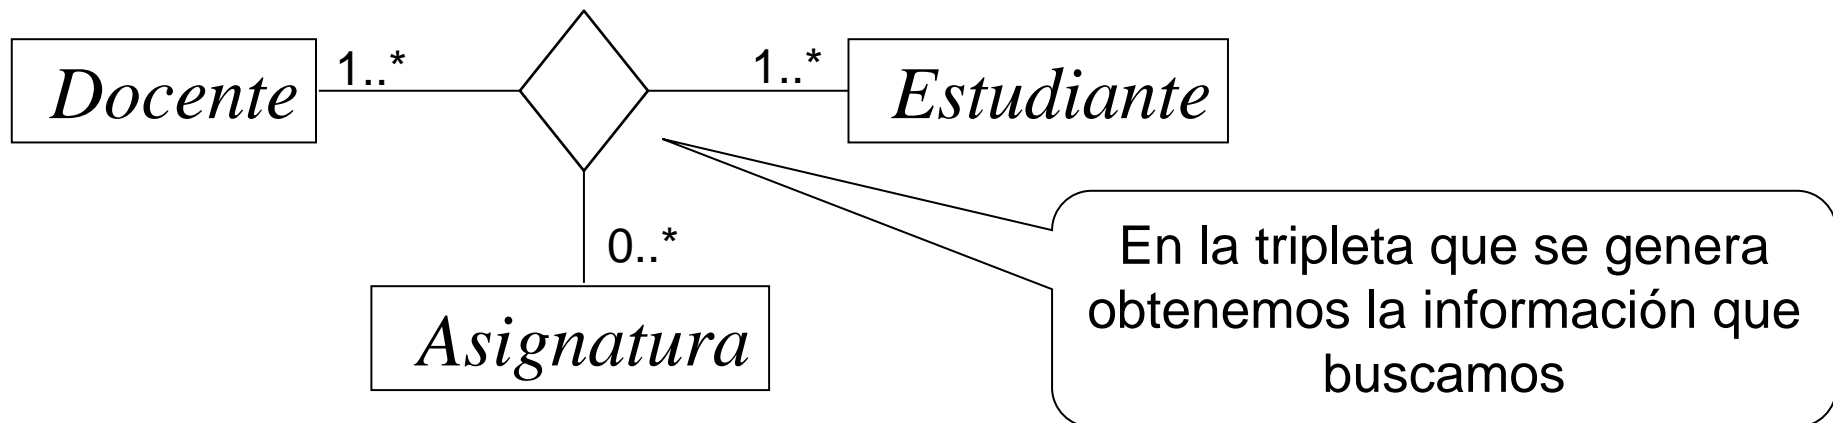 Docente
1..*
1..*
Estudiante
0..*
Asignatura
En la tripleta que se genera
obtenemos la información que
buscamos